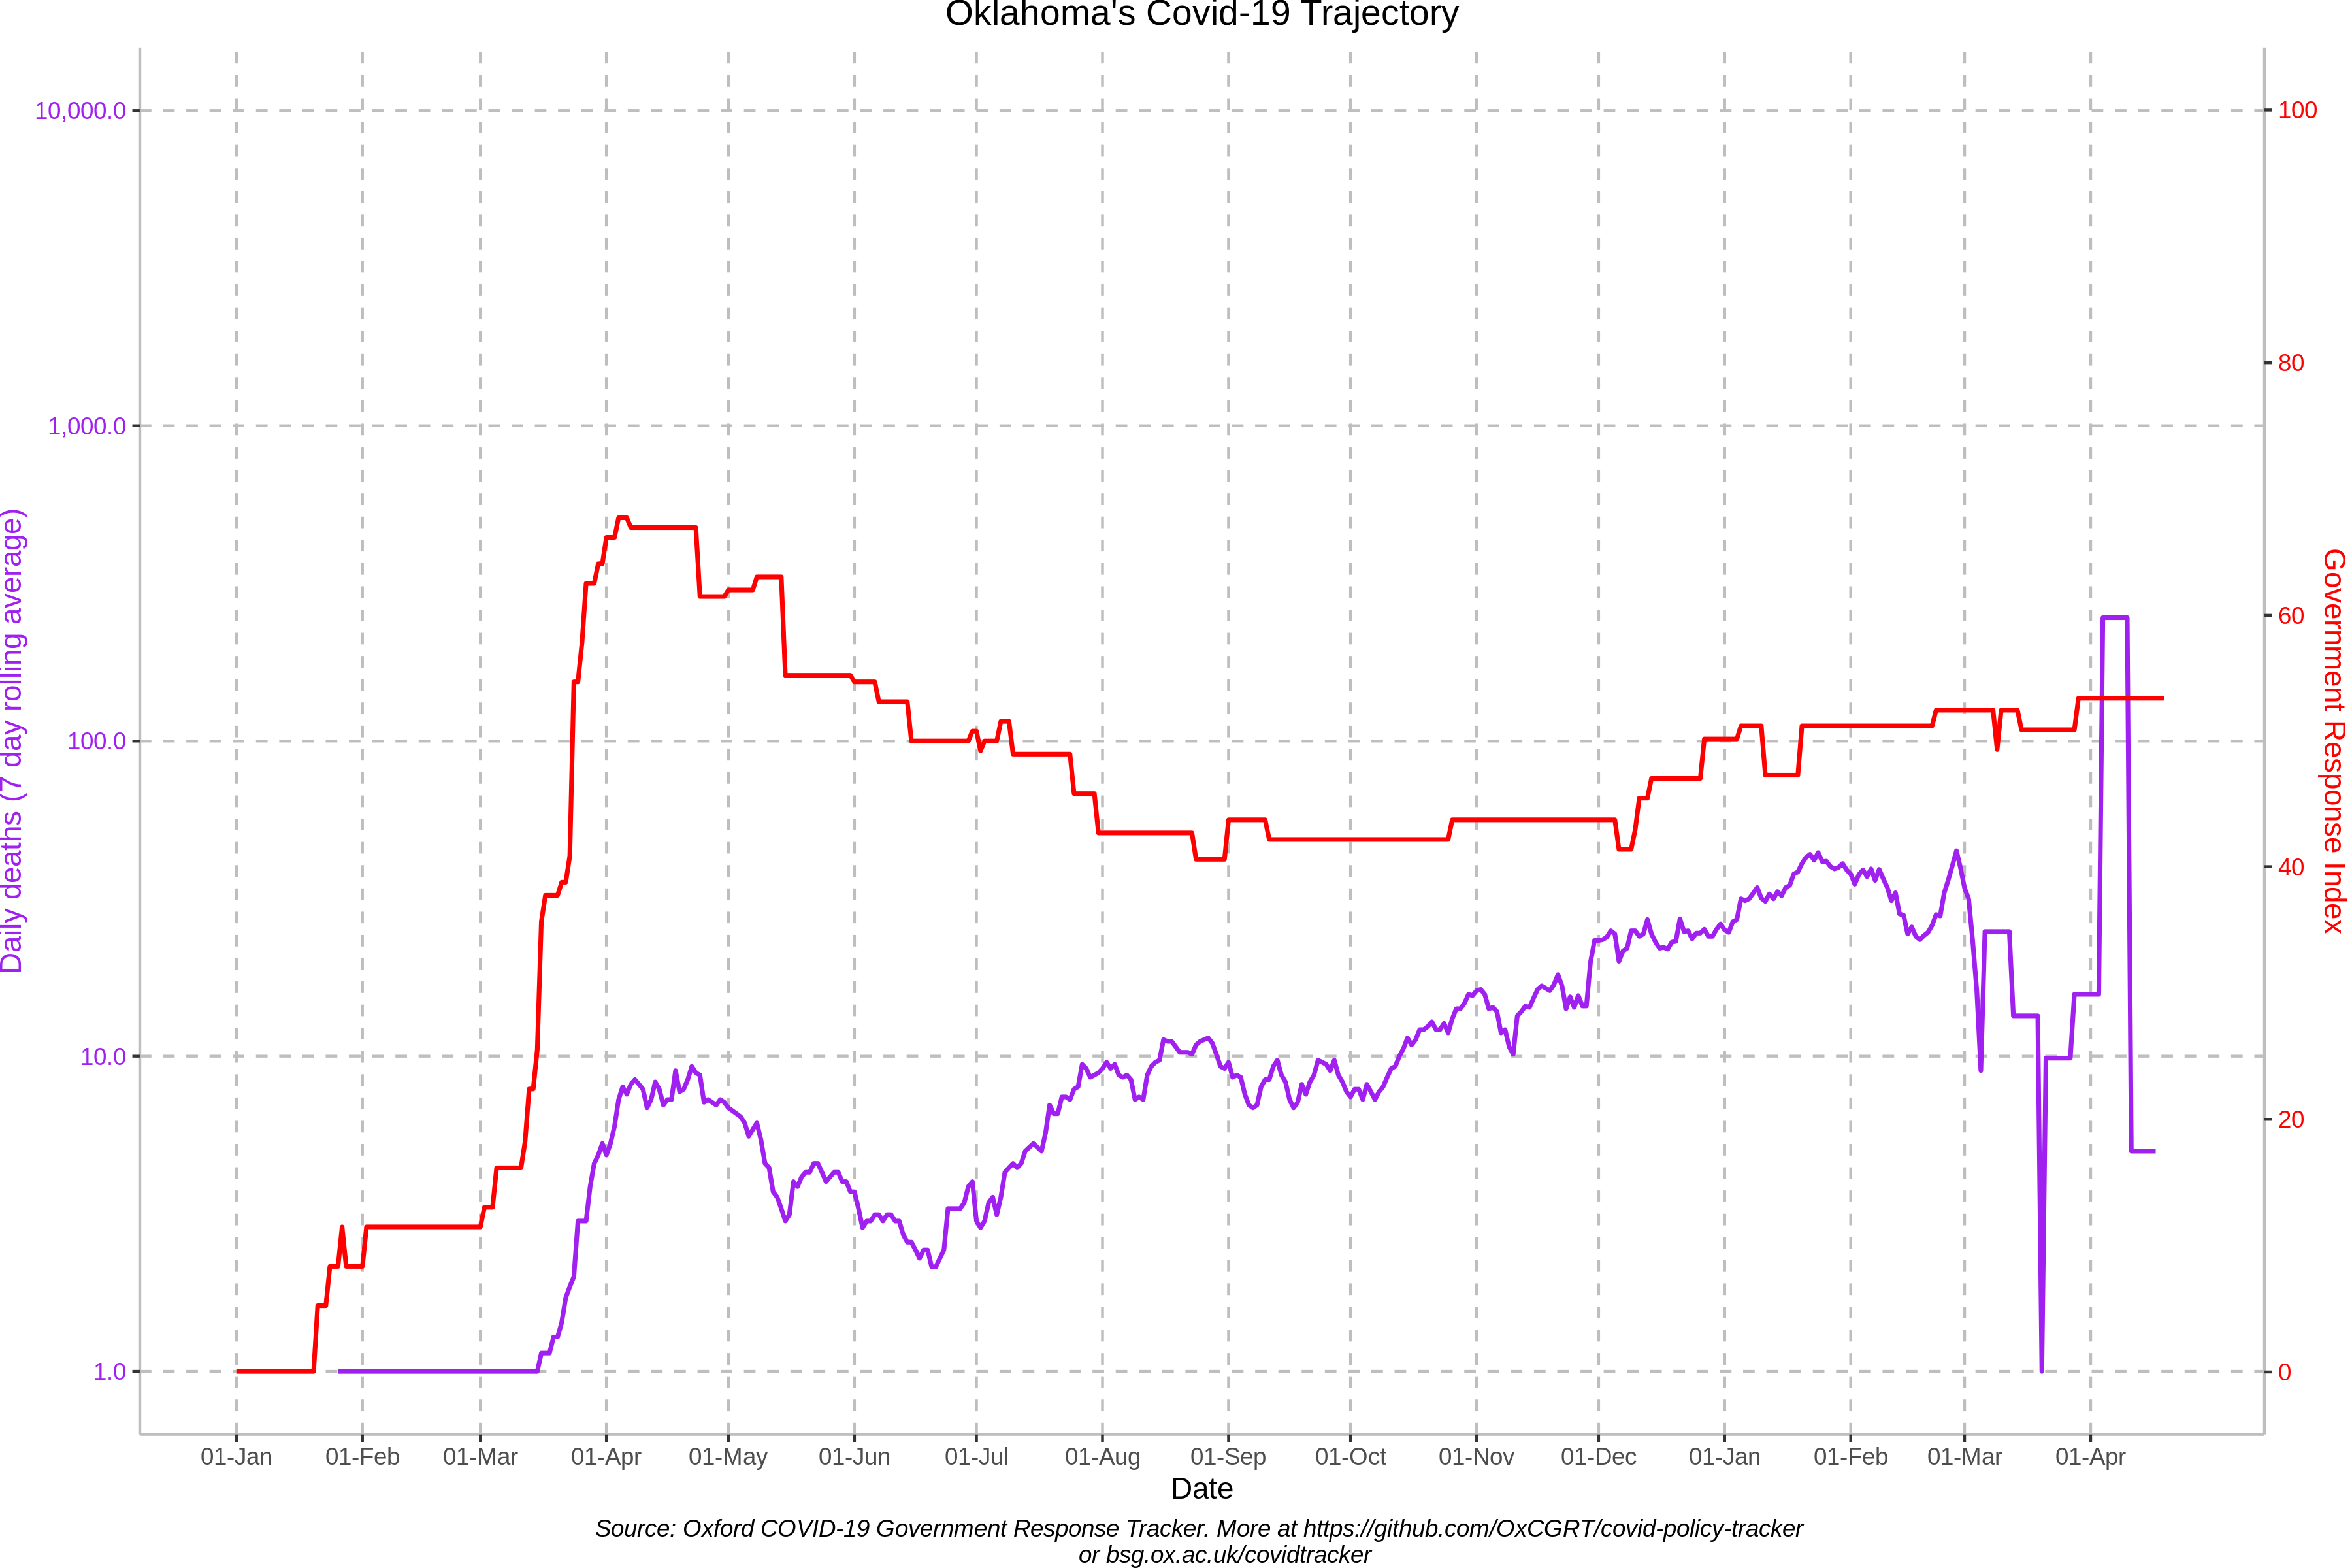 Oklahoma's Covid-19 Trajectory
10,000.0
1,000.0
100.0
10.0
1.0
Daily deaths (7 day rolling average)
100
80
60
40
20
0
Government Response Index
01-Jan 01-Feb 01-Mar 01-Apr 01-May 01-Jun 01-Jul 01-Aug 01-Sep 01-Oct 01-Nov 01-Dec 01-Jan 01-Feb 01-Mar 01-Apr
Date
Source: Oxford COVID-19 Government Response Tracker. More at https://github.com/OxCGRT/covid-policy-tracker
or bsg.ox.ac.uk/covidtracker